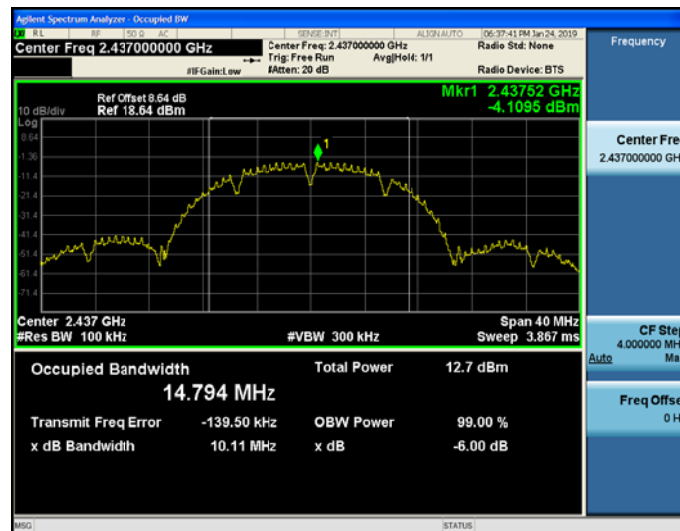 Agilent Spectrum Analyzer - Occupied BW
RL RF 50 Ω AC SENSE:INT ALIGNAUTO 06:37:41 PM Jan 24, 2019
Center Freq 2.437000000 GHz Center Freq: 2.437000000 GHz Radio Std: None
Trig: Free Run Avg|Hold: 1/1
#IFGain:Low #Atten: 20 dB Radio Device: BTS
Mkr1 2.43752 GHz
-4.1095 dBm
Ref Offset 8.64 dB
10 dB/div Ref 18.64 dBm
Log
8.64
1
-1.36
-11.4
-21.4
-31.4
-41.4
-51.4
-61.4
-71.4
Center 2.437 GHz Span 40 MHz
#Res BW 100 kHz #VBW 300 kHz Sweep 3.867 ms
Occupied Bandwidth Total Power 12.7 dBm
14.794 MHz
Transmit Freq Error -139.50 kHz OBW Power 99.00 %
x dB Bandwidth 10.11 MHz x dB -6.00 dB
MSG STATUS
Frequency
Center Fre
2.437000000 GH
CF Step
4.000000 MH
Auto Ma
Freq Offse
0 H